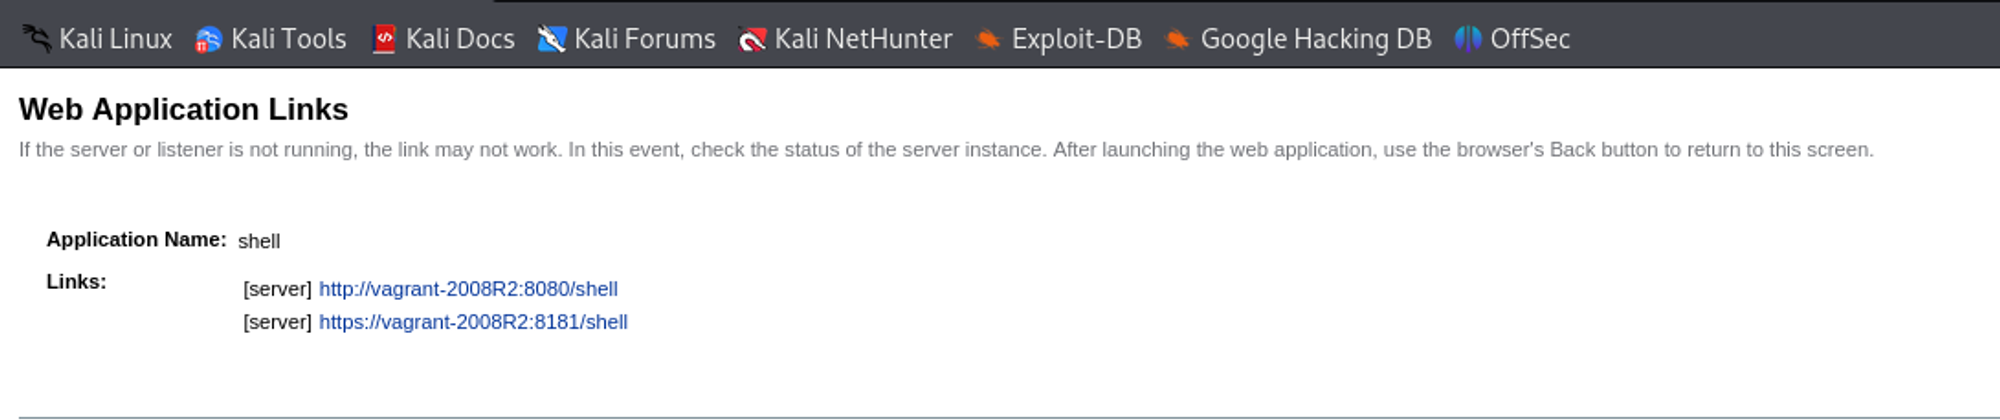 Kali Linux Kali Tools Kali Docs Kali Forums Kali NetHunter Exploit-DB Google Hacking DB OffSec
Web Application Links
If the server or listener is not running, the link may not work. In this event, check the status of the server instance. After launching the web application, use the browser's Back button to return to this screen.
Application Name: shell
Links:
[server] http://vagrant-2008R2:8080/shell
[server] https://vagrant-2008R2:8181/shell